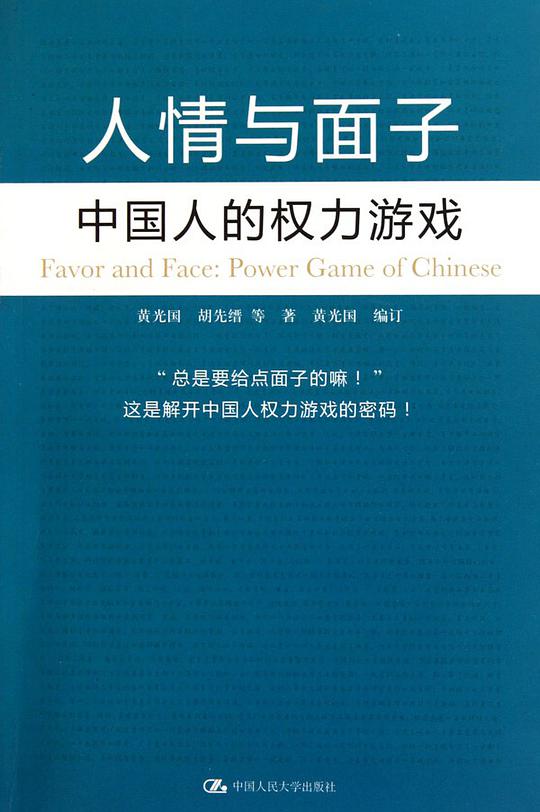 人情与面子
中国人的权力游戏
Favor and Face: Power Game of Chinese
黄光国 胡先缙 等 著 黄光国 编订
“总是要给点面子的嘛！”
这是解开中国人权力游戏的密码！
中国人民大学出版社